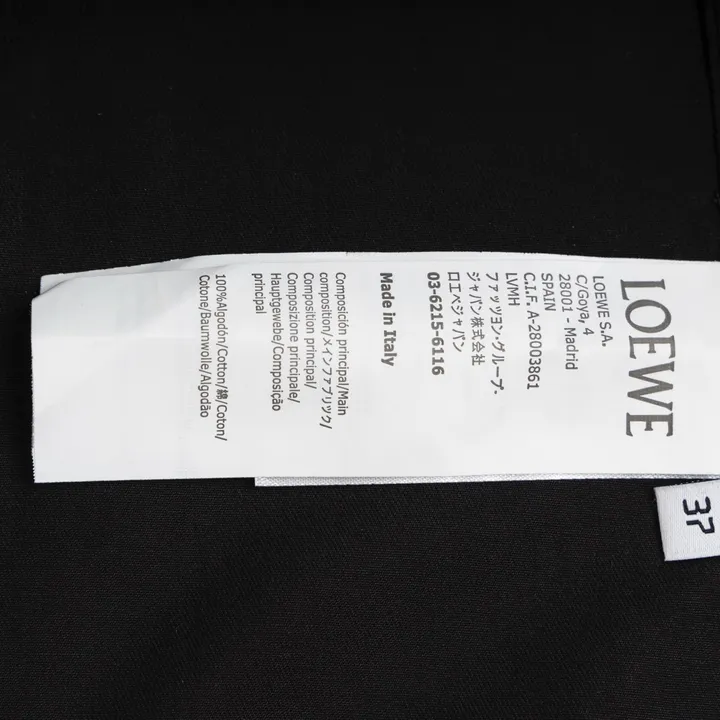 LOEWE
LOEWE S.A.
C/Goya, 4
28001 - Madrid
SPAIN
C.I.F. A-28003861
LVMH
ファッツョン・グループ・
ジャパン株式会社
ロエベジャパン
03-6215-6116
Made in Italy
Composición principal/Main
composition/メインファブリック/
Composition principal/
Composizione principale/
Hauptgewebe/Composição
principal
100%Algodón/Cotton/綿/Coton/
Cotone/Baumwolle/Algodão
37